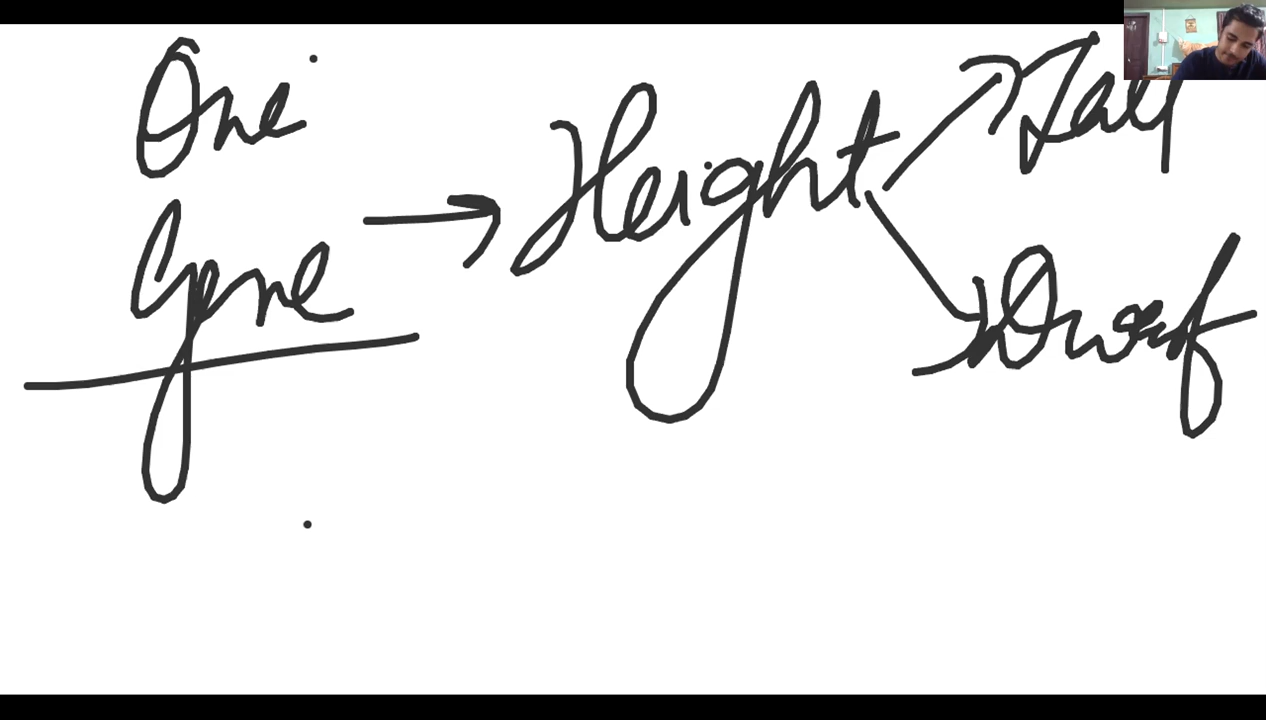 One
Gene → Height
Tall
Dwarf